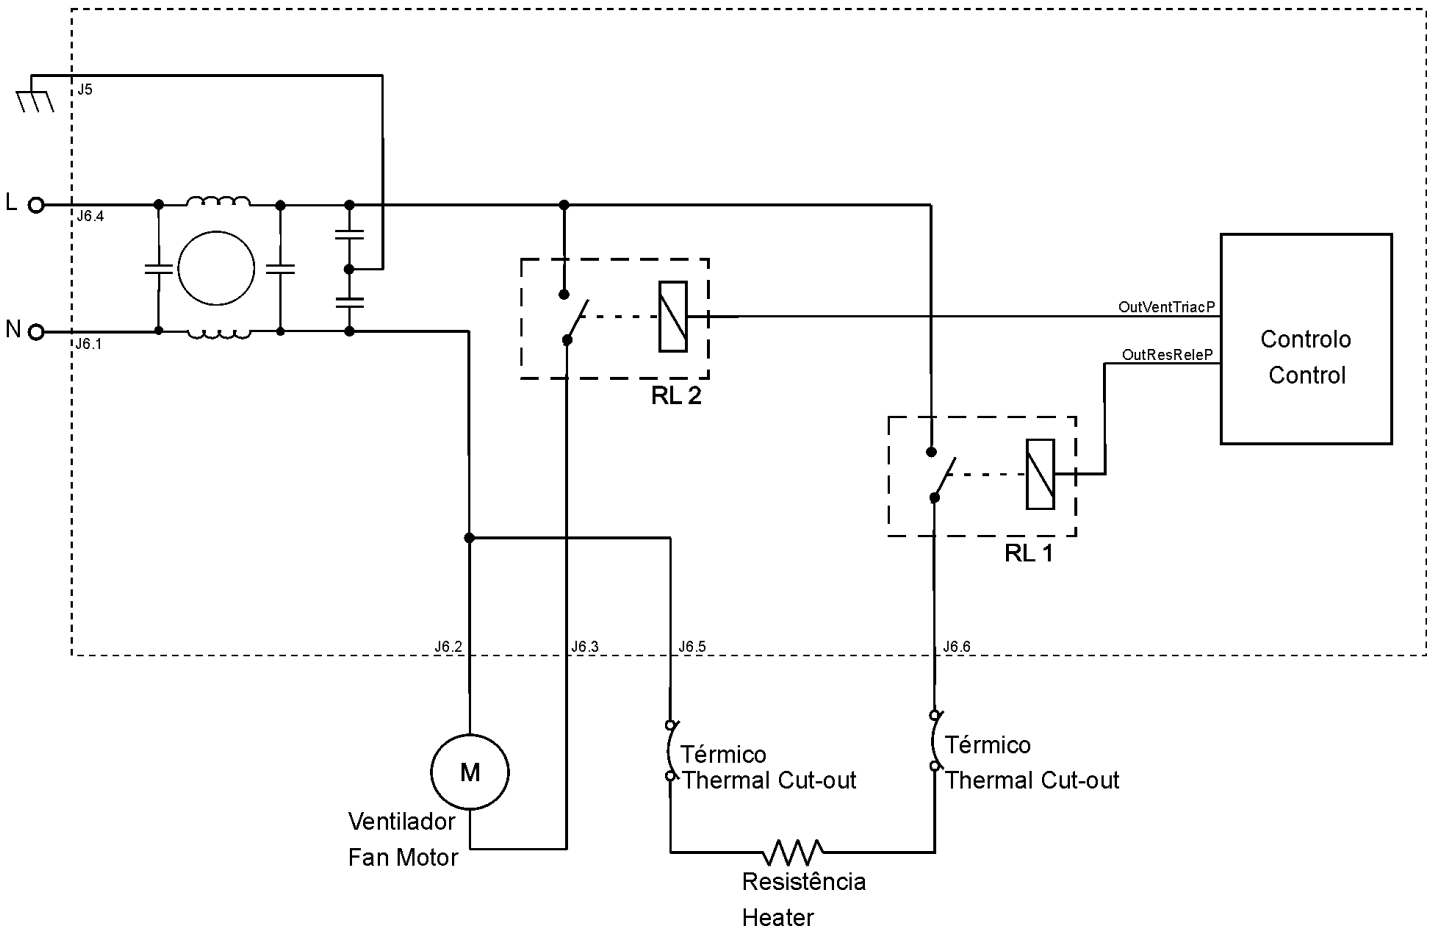 J5
L
J6.4
N
J6.1
OutVentTriacP
OutResReleP
Controlo
Control
RL 2
RL 1
J6.2
J6.3
J6.5
J6.6
M
Ventilador
Fan Motor
Térmico
Thermal Cut-out
Térmico
Thermal Cut-out
Resistência
Heater